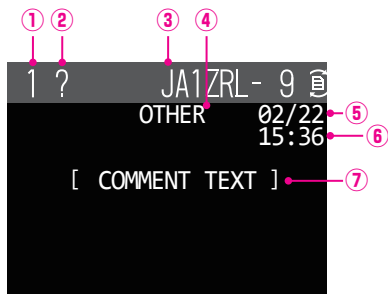 ① ② ③ ④
1 ? JA1ZRL- 9
OTHER 02/22 ⑤
15:36 ⑥
[ COMMENT TEXT ] ⑦